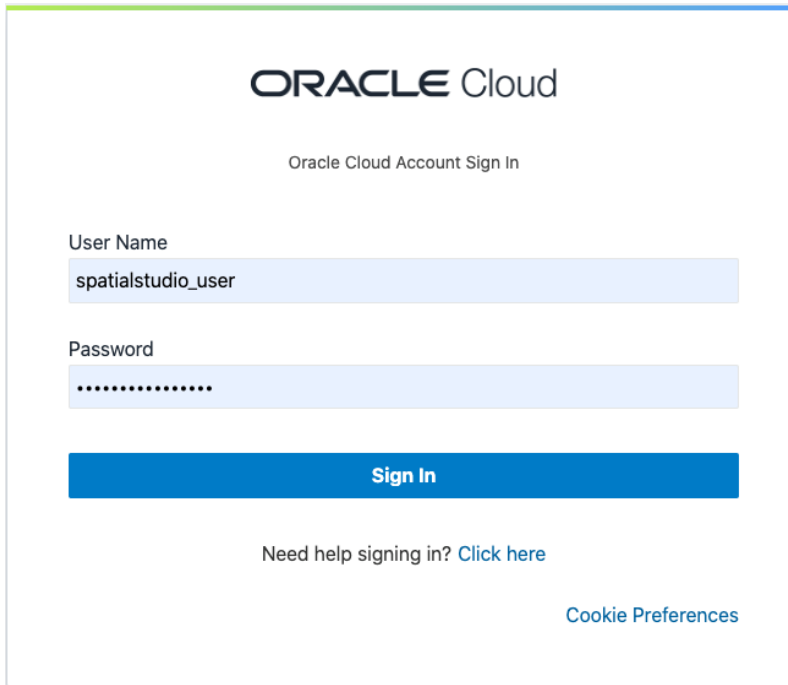 ORACLE Cloud
Oracle Cloud Account Sign In
User Name
spatialstudio_user
Password
••••••••••••••••
Sign In
Need help signing in? Click here
Cookie Preferences